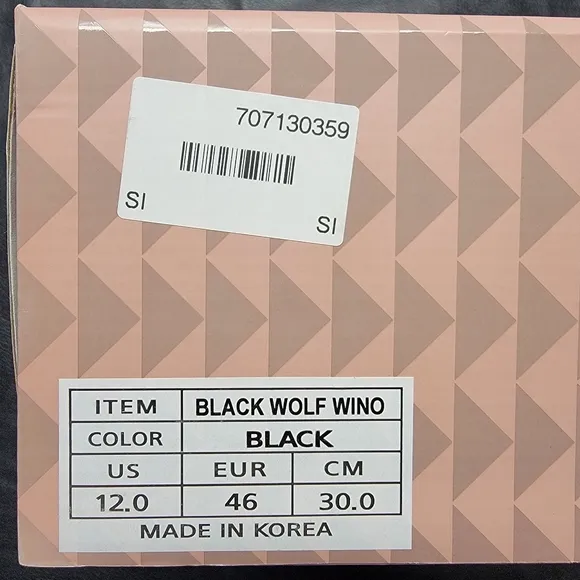 707130359
SI
SI
ITEM BLACK WOLF WINO
COLOR BLACK
US EUR CM
12.0 46 30.0
MADE IN KOREA